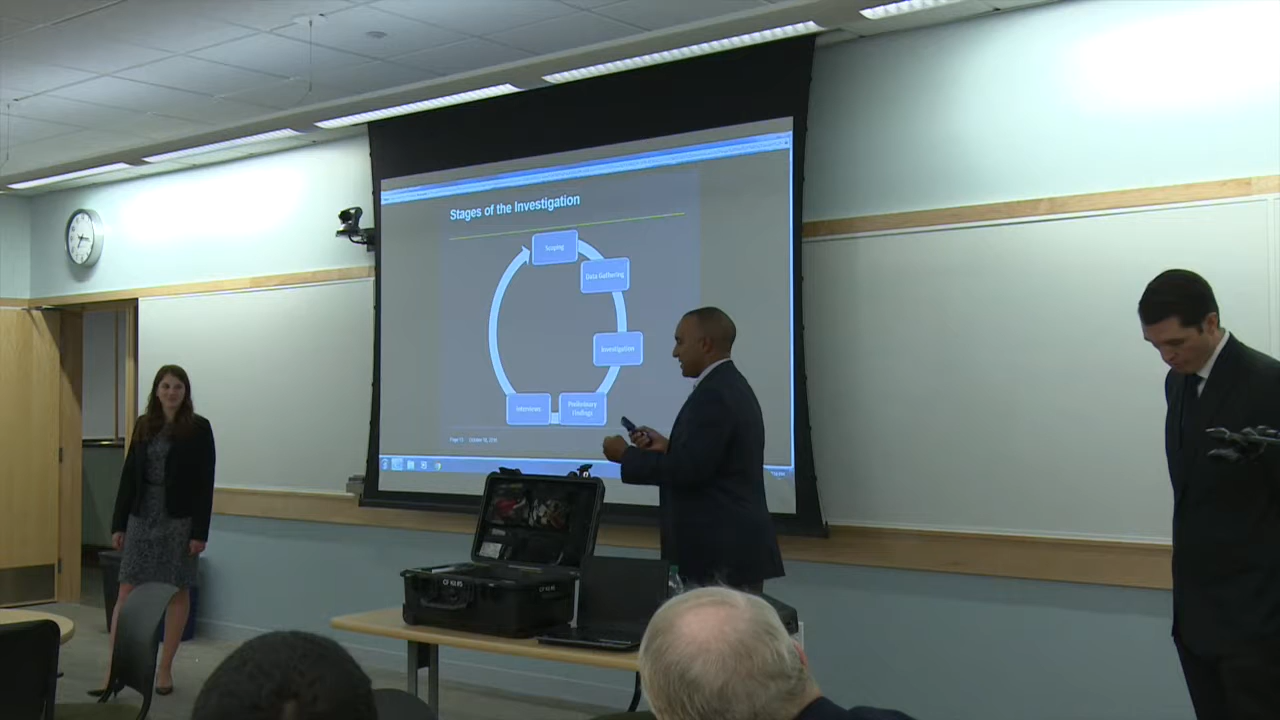 Stages of the Investigation
Scoping
Data Gathering
Investigation
Preliminary
Findings
Interviews